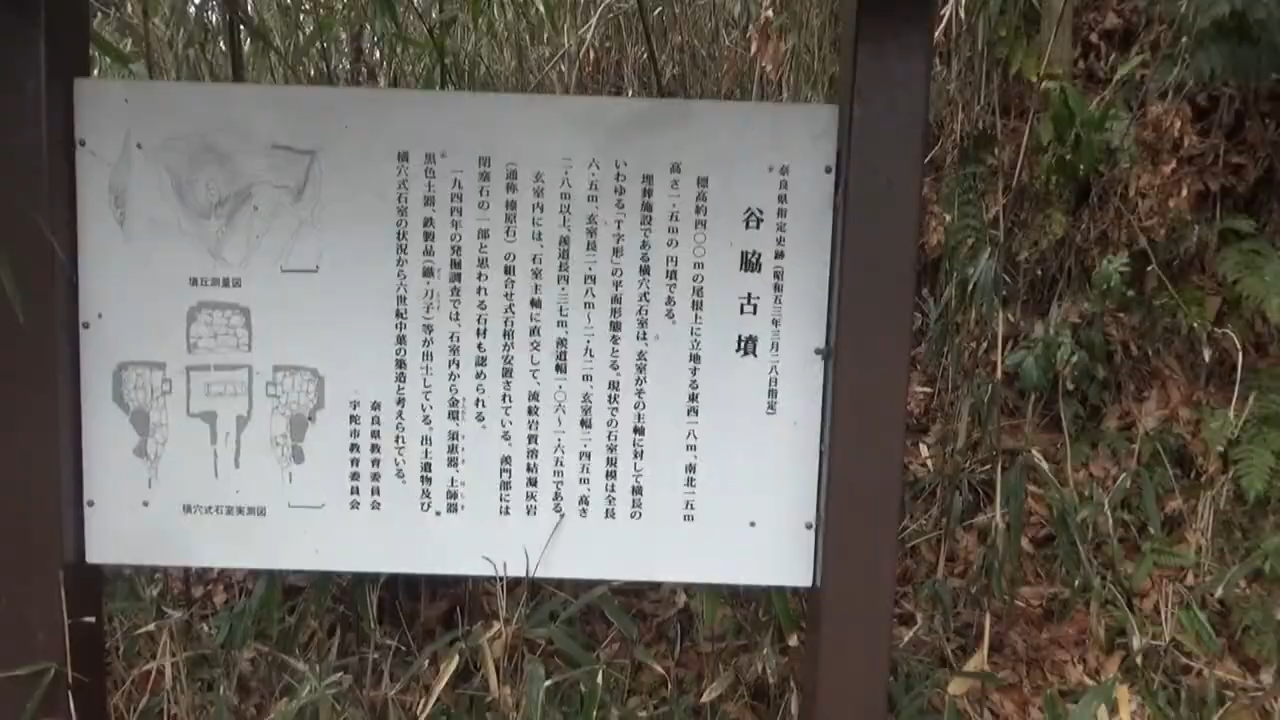 奈良県指定史跡(昭和五三年三月二八日指定)
谷脇古墳
標高約四〇〇mの尾根上に立地する東西一八m、南北一五m
高さ一・五mの円墳である。
埋葬施設である横穴式石室は、玄室がその主軸に対して横長の
いわゆる「T字形」の平面形態をとる。現状での石室規模は全長
六・五m、玄室長二・四八m〜二・九二m、玄室幅二・四五m、高さ
二・八m以上、羨道長四・三七m、羨道幅一・〇六〜一・六五mである。
玄室内には、石室主軸に直交して、流紋岩質溶結凝灰岩
(通称 榛原石)の組合せ式石棺が安置されている。羨門部には
閉塞石の一部と思われる石材も認められる。
一九四四年の発掘調査では、石室内から金環、須恵器、土師器
黒色土器、鉄製品(鏃・刀子)等が出土している。出土遺物及び
横穴式石室の状況から六世紀中葉の築造と考えられている。
奈良県教育委員会
宇陀市教育委員会
墳丘測量図
横穴式石室実測図